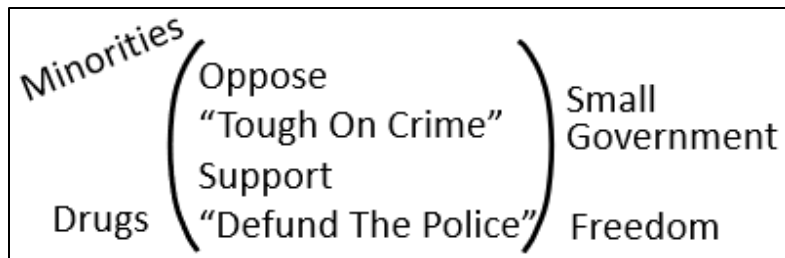 Minorities
Oppose
“Tough On Crime”
Support
“Defund The Police”
Drugs
Small
Government
Freedom